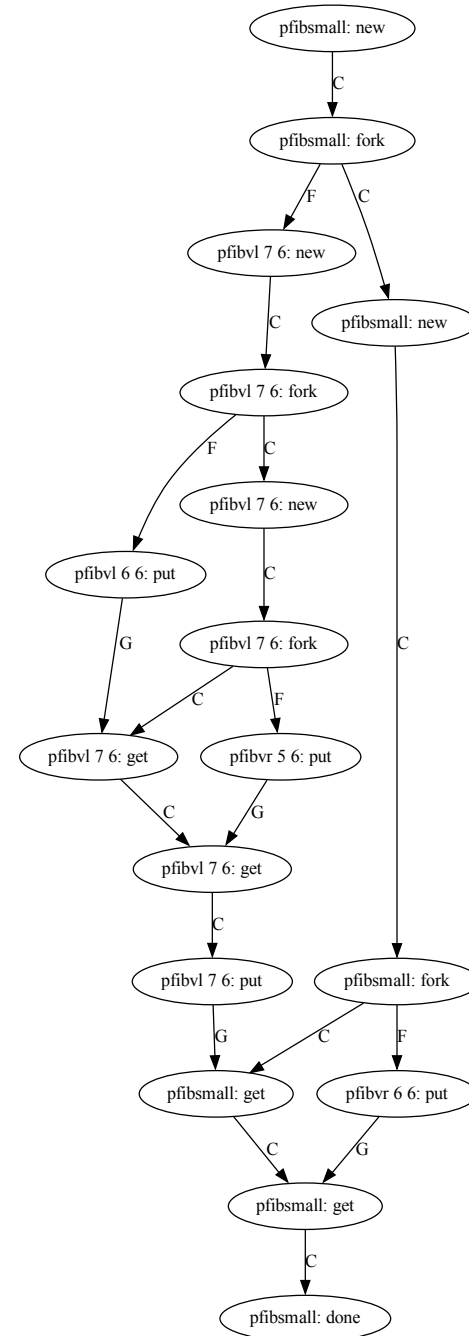 pfibsmall: new
C
pfibsmall: fork
F
C
pfibvl 7 6: new
pfibsmall: new
C
pfibvl 7 6: fork
F
C
pfibvl 7 6: new
pfibvl 6 6: put
C
G
pfibvl 7 6: fork
C
C
F
pfibvl 7 6: get
pfibvr 5 6: put
C
G
pfibvl 7 6: get
C
pfibvl 7 6: put
pfibsmall: fork
G
C
F
pfibsmall: get
pfibvr 6 6: put
C
G
pfibsmall: get
C
pfibsmall: done